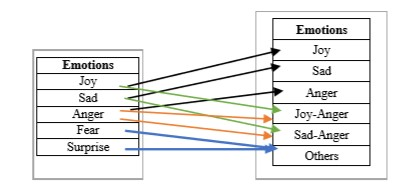 Emotions
Joy
Sad
Anger
Fear
Surprise
Emotions
Joy
Sad
Anger
Joy-Anger
Sad-Anger
Others